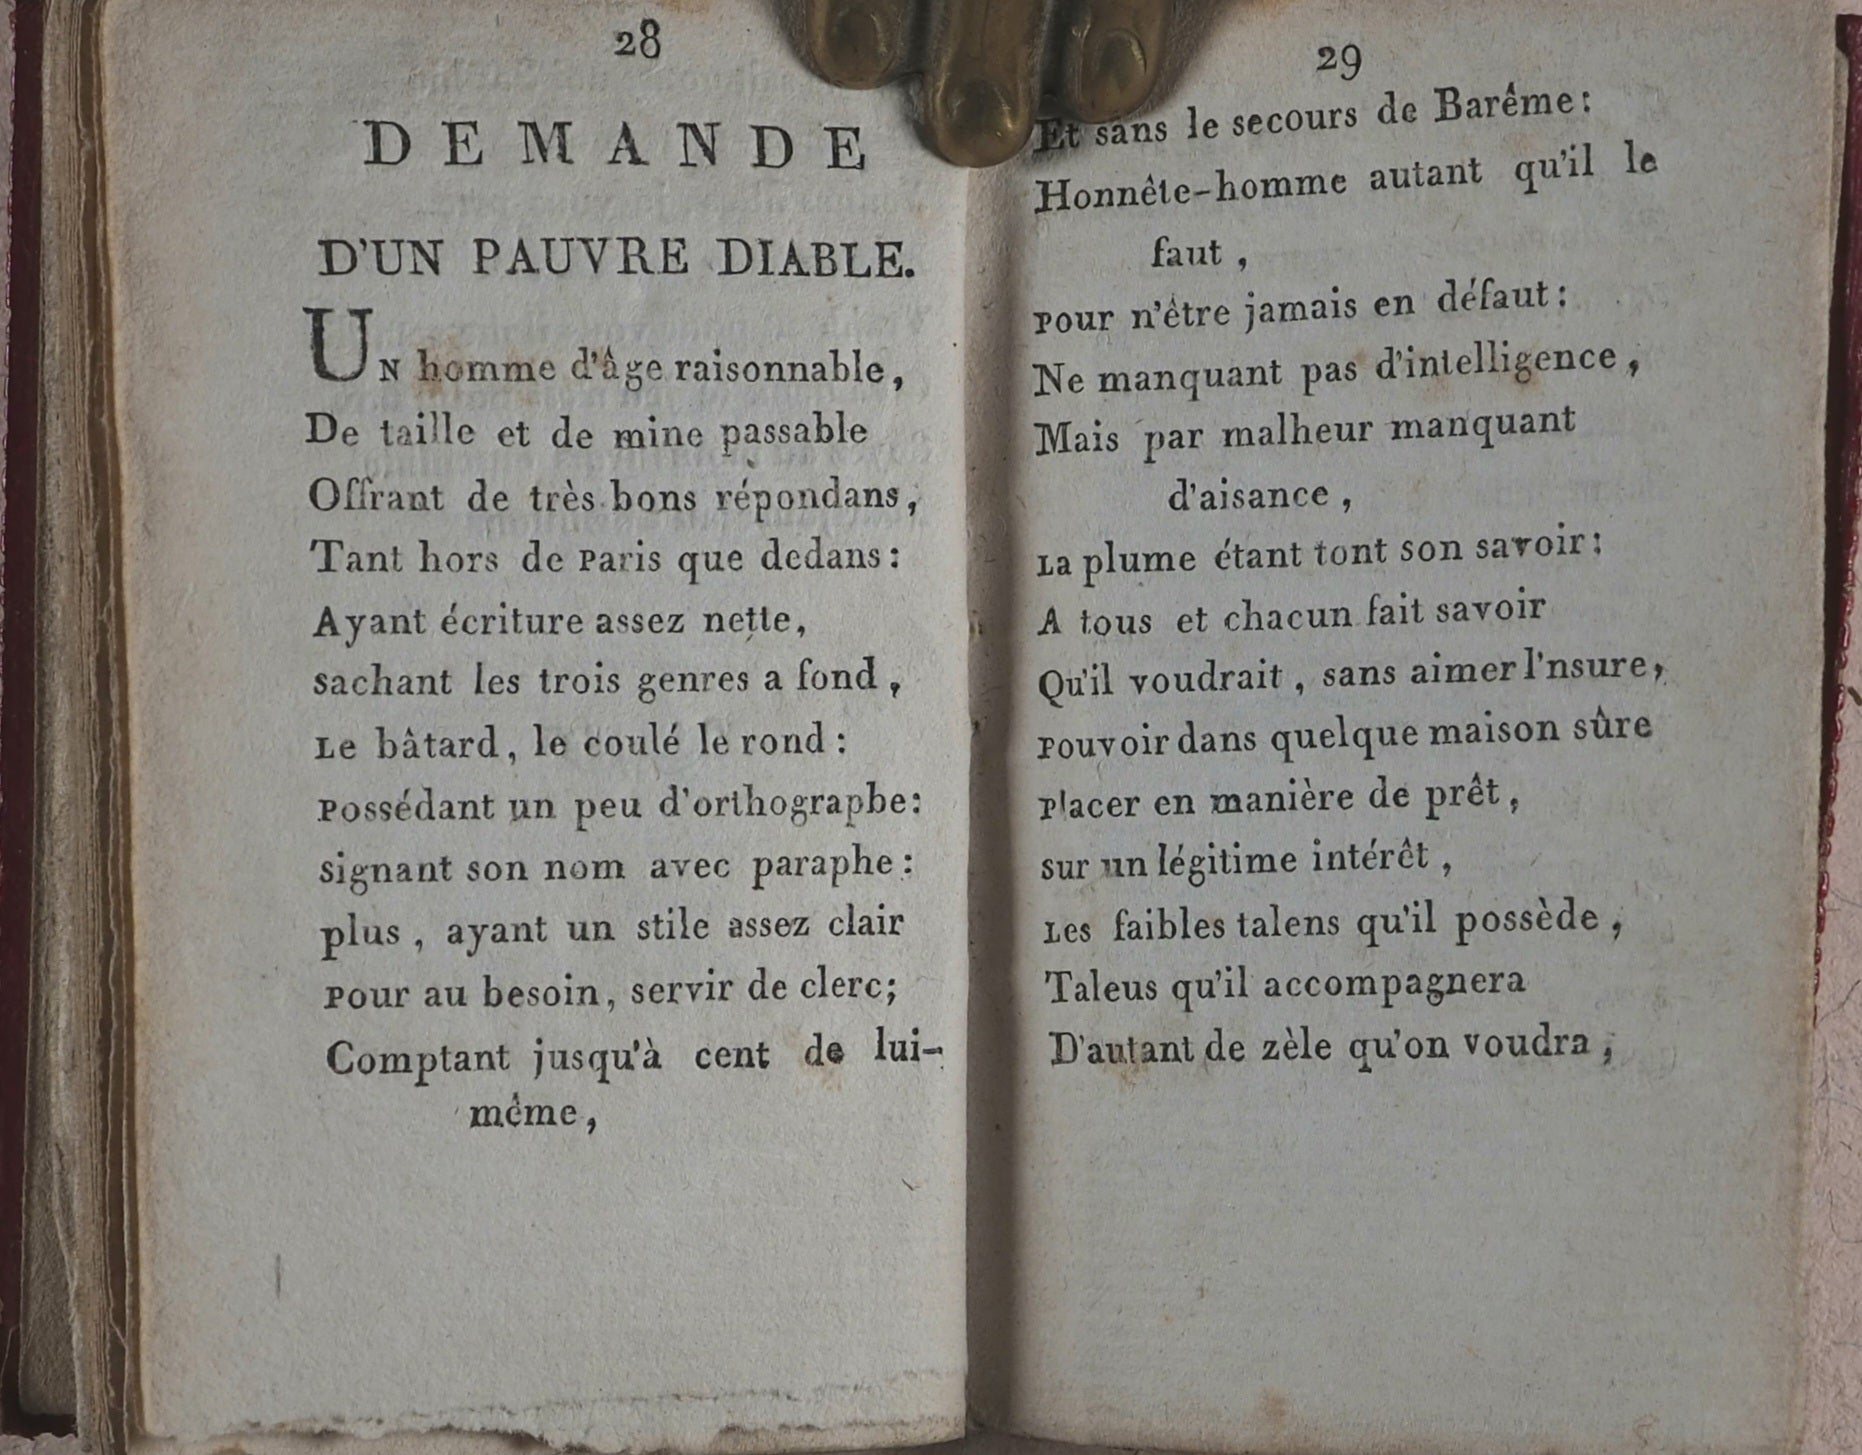 28
DEMANDE
D'UN PAUVRE DIABLE.
UN homme d'âge raisonnable,
De taille et de mine passable
Offrant de très bons répondans,
Tant hors de Paris que dedans:
Ayant écriture assez nette,
sachant les trois genres a fond,
Le bâtard, le coulé le rond:
Possédant un peu d'orthographe:
signant son nom avec paraphe:
plus, ayant un stile assez clair
Pour au besoin, servir de clerc;
Comptant jusqu'à cent de lui-
même,
29
Et sans le secours de Barême:
Honnête-homme autant qu'il le
faut,
Pour n'être jamais en défaut:
Ne manquant pas d'intelligence,
Mais par malheur manquant
d'aisance,
La plume étant tont son savoir:
A tous et chacun fait savoir
Qu'il voudrait, sans aimer l'nsure,
Pouvoir dans quelque maison sûre
Placer en manière de prêt,
sur un légitime intérêt,
Les faibles talens qu'il possède,
Taleus qu'il accompagnera
D'autant de zèle qu'on voudra,